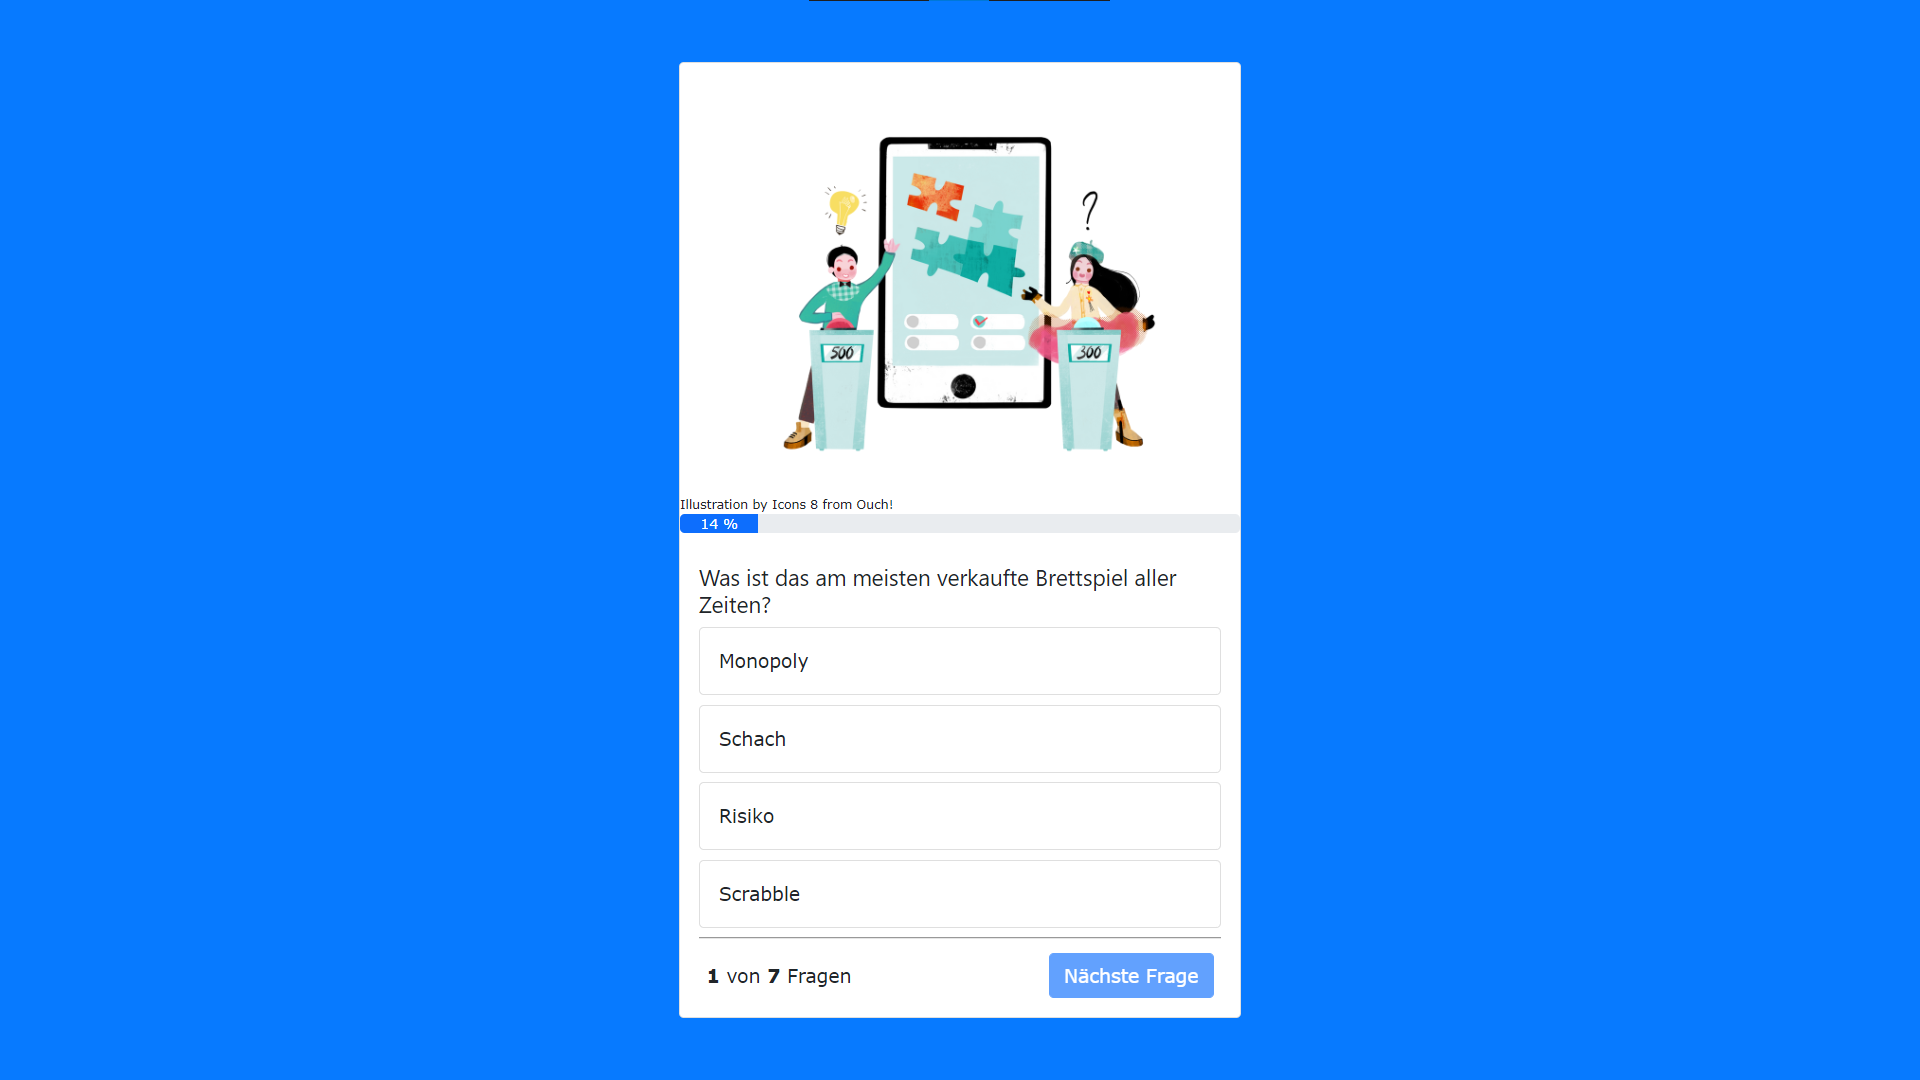 ?
500
300
Illustration by Icons 8 from Ouch!
14 %
Was ist das am meisten verkaufte Brettspiel aller
Zeiten?
Monopoly
Schach
Risiko
Scrabble
1 von 7 Fragen
Nächste Frage